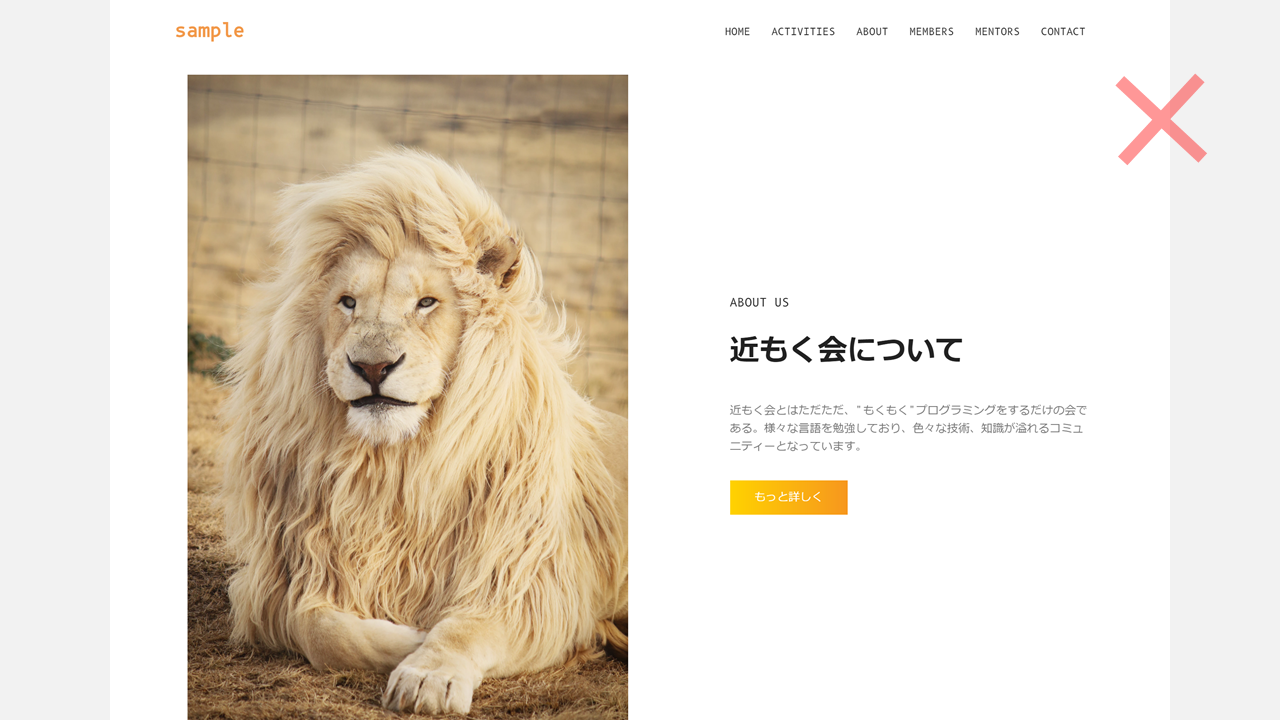 sample
HOME ACTIVITIES ABOUT MEMBERS MENTORS CONTACT
ABOUT US
近もく会について
近もく会とはただただ、"もくもく"プログラミングをするだけの会で
ある。様々な言語を勉強しており、色々な技術、知識が溢れるコミュ
ニティーとなっています。
もっと詳しく